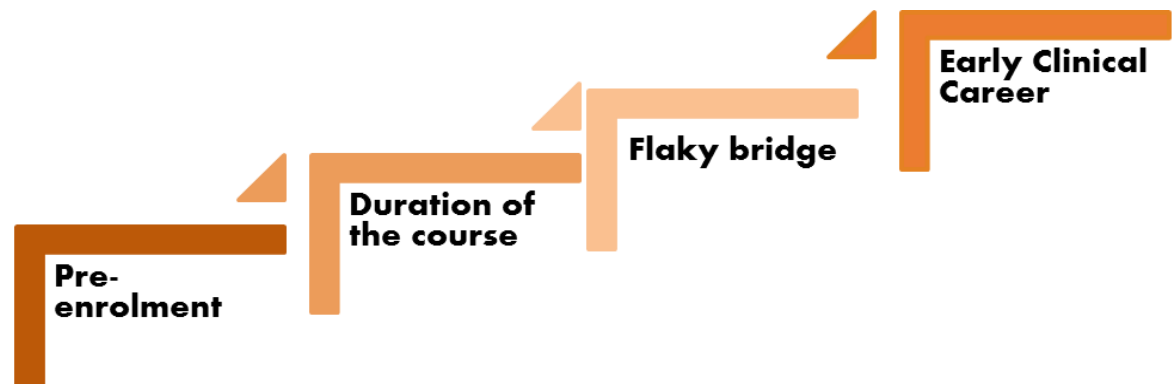 Pre-
enrolment
Duration of
the course
Flaky bridge
Early Clinical
Career